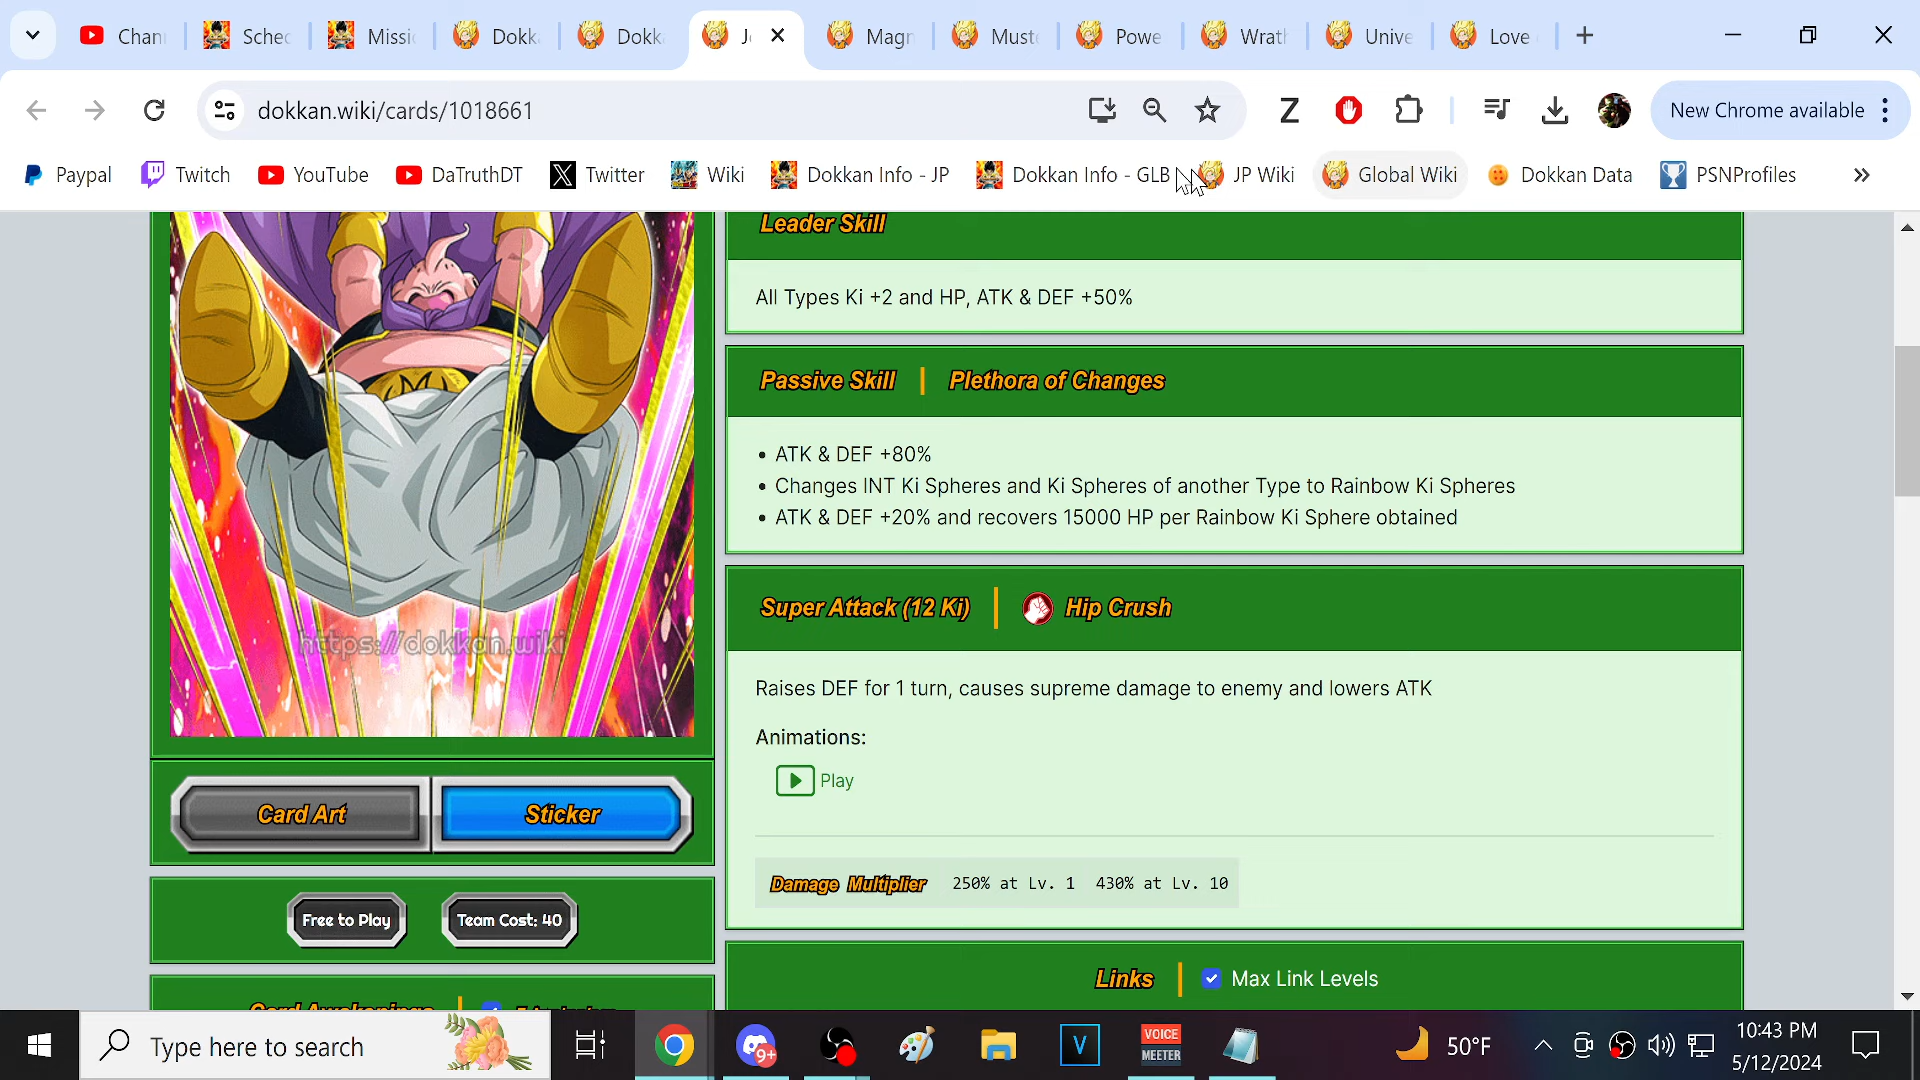 Chan
Sched
Missi
Dokk
Dokk
J
Magn
Must
Powe
Wrath
Unive
Love
dokkan.wiki/cards/1018661
Z
New Chrome available
Paypal
Twitch
YouTube
DaTruthDT
Twitter
Wiki
Dokkan Info - JP
Dokkan Info - GLB
JP Wiki
Global Wiki
Dokkan Data
PSNProfiles
Leader Skill
All Types Ki +2 and HP, ATK & DEF +50%
Passive Skill | Plethora of Changes
• ATK & DEF +80%
• Changes INT Ki Spheres and Ki Spheres of another Type to Rainbow Ki Spheres
• ATK & DEF +20% and recovers 15000 HP per Rainbow Ki Sphere obtained
https://dokkan.wiki
Super Attack (12 Ki) | Hip Crush
Raises DEF for 1 turn, causes supreme damage to enemy and lowers ATK
Animations:
Play
Card Art
Sticker
Damage Multiplier 250% at Lv. 1 430% at Lv. 10
Free to Play
Team Cost: 40
Links | Max Link Levels
Card Awakenings
Type here to search
9+
V
VOICE
MEETER
50°F
10:43 PM
5/12/2024